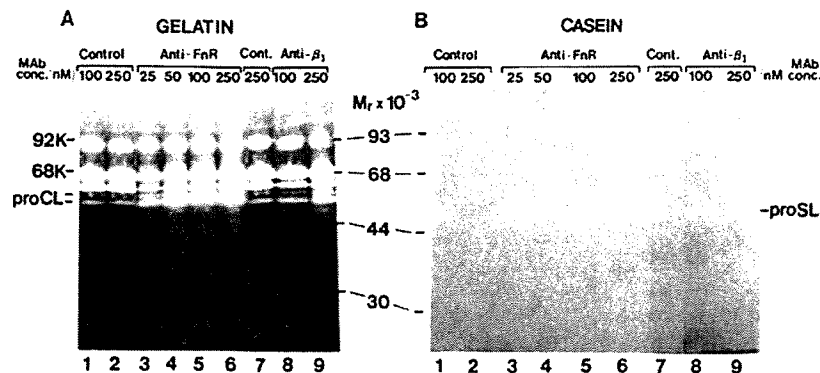 A GELATIN
Control Anti-FnR Cont. Anti-β1
MAb conc. (nM) 100 250 25 50 100 250 250 100 250
92K
68K
proCL
1 2 3 4 5 6 7 8 9
Mr x 10-3
93
68
44
30
B CASEIN
Control Anti-FnR Cont. Anti-β1
100 250 25 50 100 250 250 100 250 nM MAb conc.
proSL
1 2 3 4 5 6 7 8 9